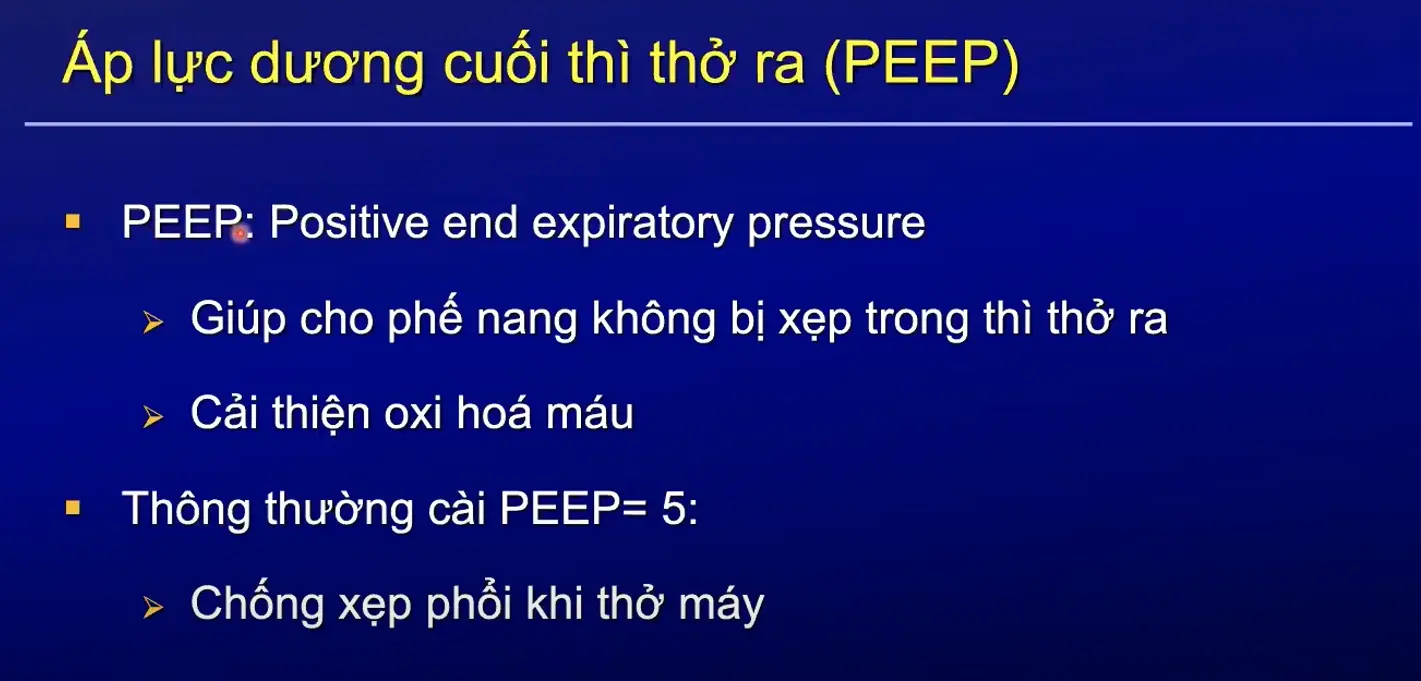 Áp lực dương cuối thì thở ra (PEEP)
PEEP: Positive end expiratory pressure
Giúp cho phế nang không bị xẹp trong thì thở ra
Cải thiện oxi hoá máu
Thông thường cài PEEP= 5:
Chống xẹp phổi khi thở máy